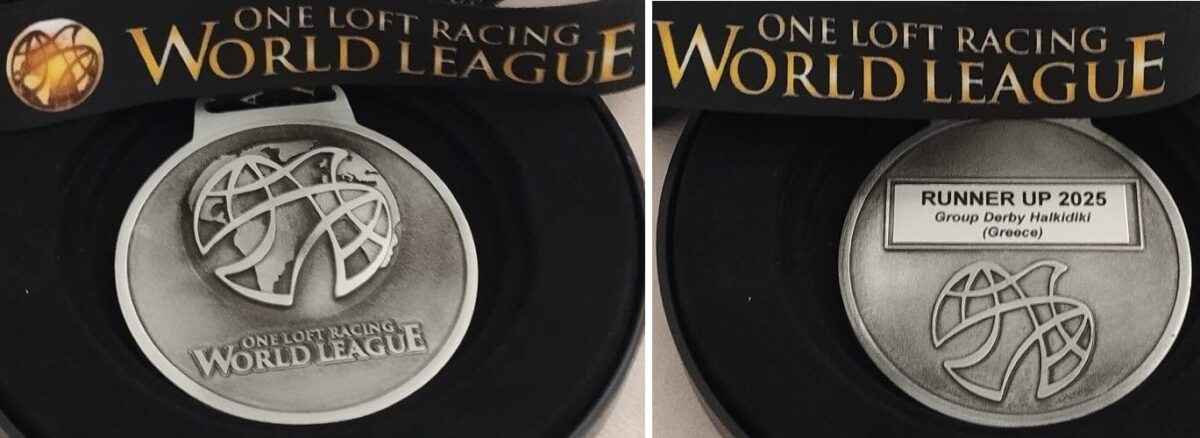 ONE LOFT RACING
WORLD LEAGUE
ONE LOFT RACING
WORLD LEAGUE
ONE LOFT RACING
WORLD LEAGUE
RUNNER UP 2025
Group Derby Halkidiki
(Greece)